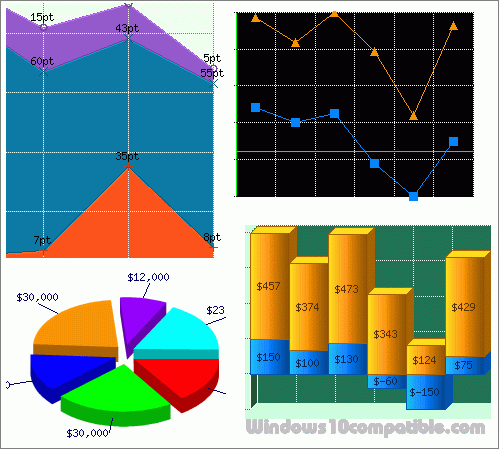 15pt
43pt
60pt
5pt
55pt
35pt
7pt
8pt
$457
$374
$473
$343
$124
$429
$150
$100
$130
$-60
$-150
$75
$12,000
$30,000
$23
$30,000
Windows10compatible.com